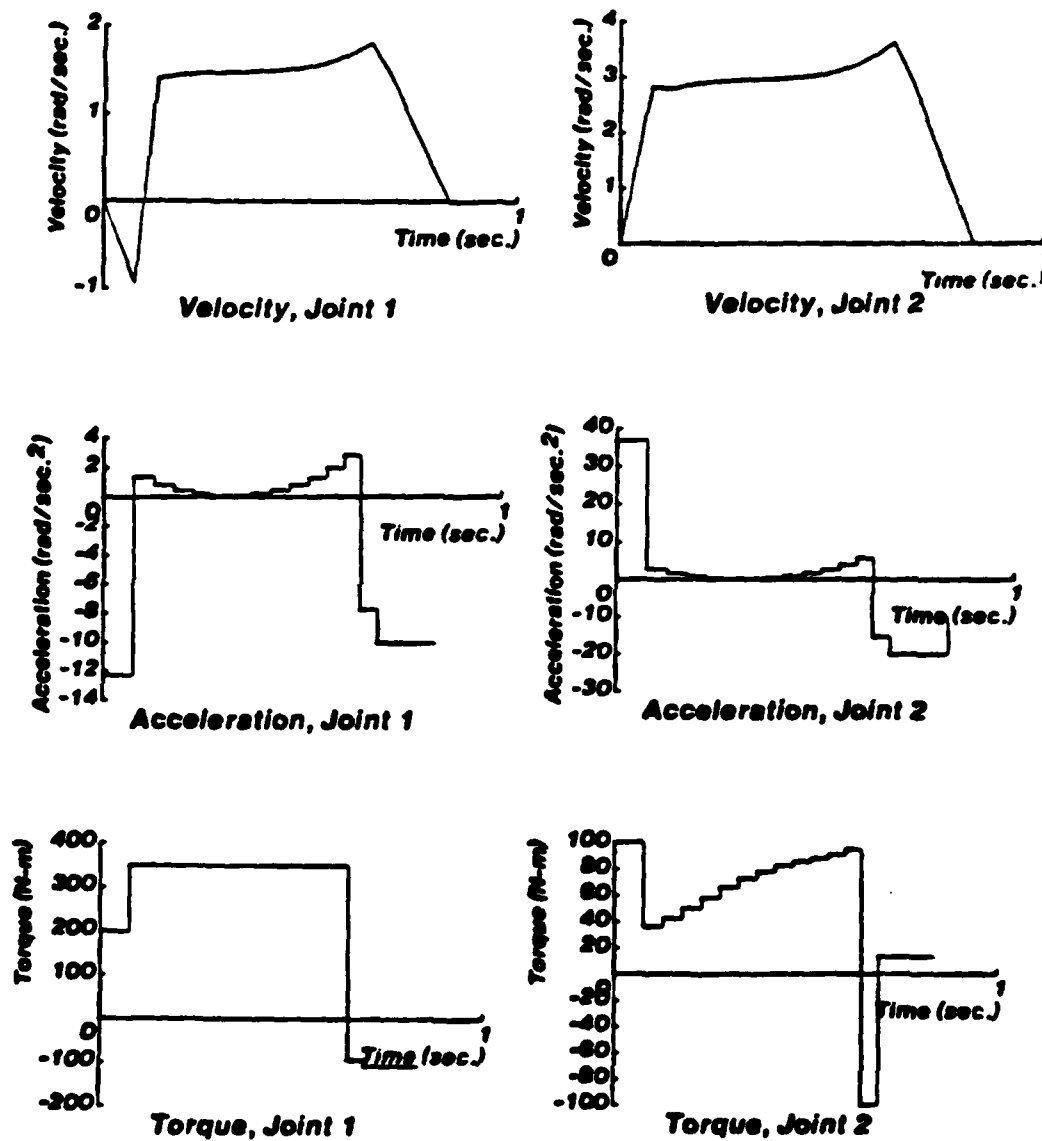 Velocity (rad/sec.)
2
1
0
-1
Time (sec.)
1
Velocity, Joint 1
Velocity (rad/sec.)
4
3
2
1
0
Time (sec.)
Velocity, Joint 2
Acceleration (rad/sec.2)
4
2
0
-2
-4
-6
-8
-10
-12
-14
Time (sec.)
1
Acceleration, Joint 1
Acceleration (rad/sec.2)
40
30
20
10
0
-10
-20
-30
Time (sec.)
1
Acceleration, Joint 2
Torque (N-m)
400
300
200
100
0
-100
-200
Time (sec.)
1
Torque, Joint 1
Torque (N-m)
100
80
60
40
20
0
-20
-40
-60
-80
-100
Time (sec.)
1
Torque, Joint 2